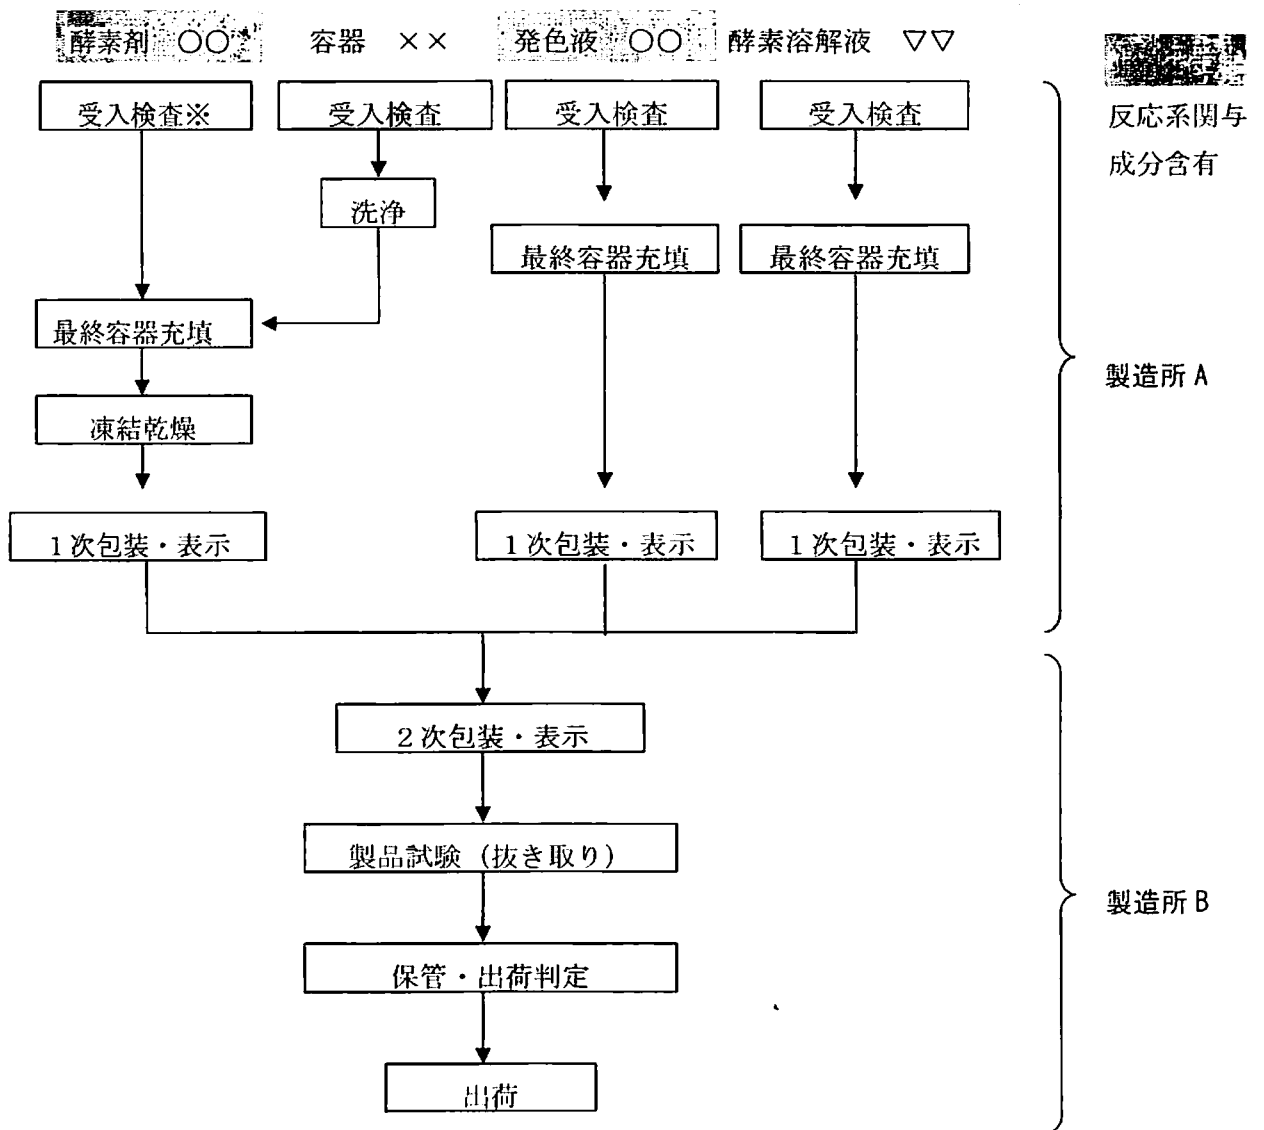 酵素剤 ○○
容器 ××
発色液 ○○
酵素溶解液 ▽▽
受入検査※
受入検査
受入検査
受入検査
反応系関与
成分含有
洗浄
最終容器充填
最終容器充填
最終容器充填
製造所 A
凍結乾燥
1次包装・表示
1次包装・表示
1次包装・表示
2次包装・表示
製品試験（抜き取り）
製造所 B
保管・出荷判定
出荷